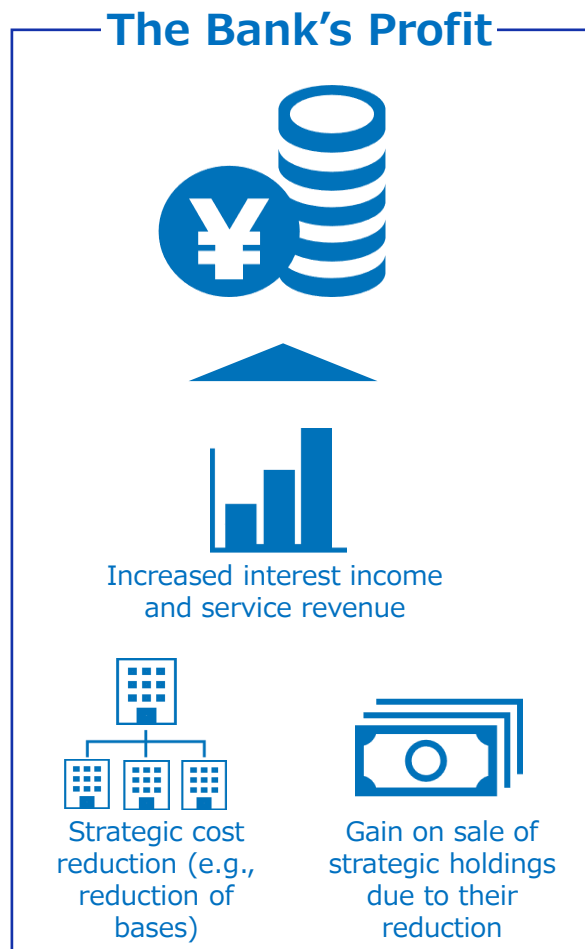 The Bank’s Profit
¥
Increased interest income
and service revenue
Strategic cost
reduction (e.g.,
reduction of
bases)
Gain on sale of
strategic holdings
due to their
reduction